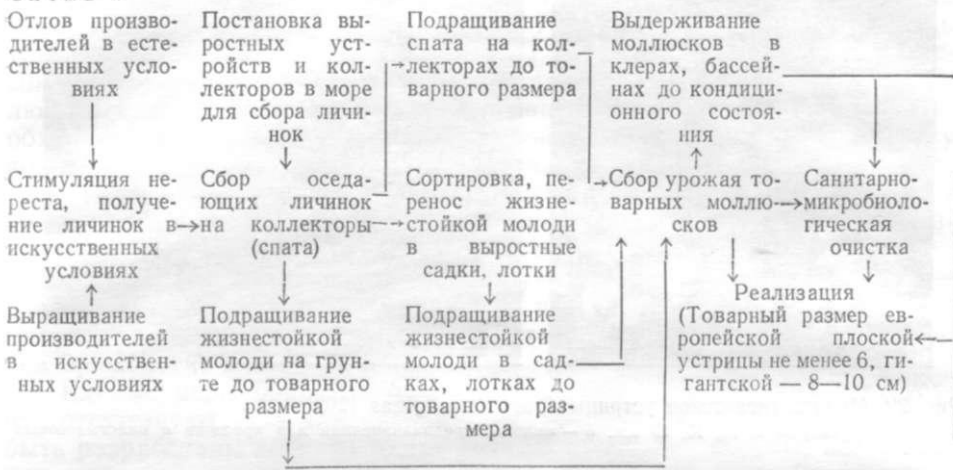 Отлов производ-
дителей в есте-
ственных усло-
виях
Постановка вы-
ростных уст-
ройств и кол-
лекторов в море
для сбора личи-
нок
Подращивание
спата на кол-
лекторах до то-
варного размера
Выдерживание
моллюсков в
клерах, бассей-
нах до кондици-
онного состоя-
ния
Стимуляция не-
реста, получе-
ние личинок в
искусственных
условиях
Сбор оседа-
ющих личинок
на коллекторы
(спата)
Сортировка, пе-
ренос жизне-
стойкой молоди
в выростные
садки, лотки
Сбор урожая то-
варных моллю-
сков
Санитарно-
микробиоло-
гическая
очистка
Выращивание
производителей
в искусствен-
ных условиях
Подращивание
жизнестойкой
молоди на грун-
те до товарного
размера
Подращивание
жизнестойкой
молоди в сад-
ках, лотках до
товарного раз-
мера
Реализация
(Товарный размер ев-
ропейской плоской
устрицы не менее 6, ги-
гантской — 8—10 см)